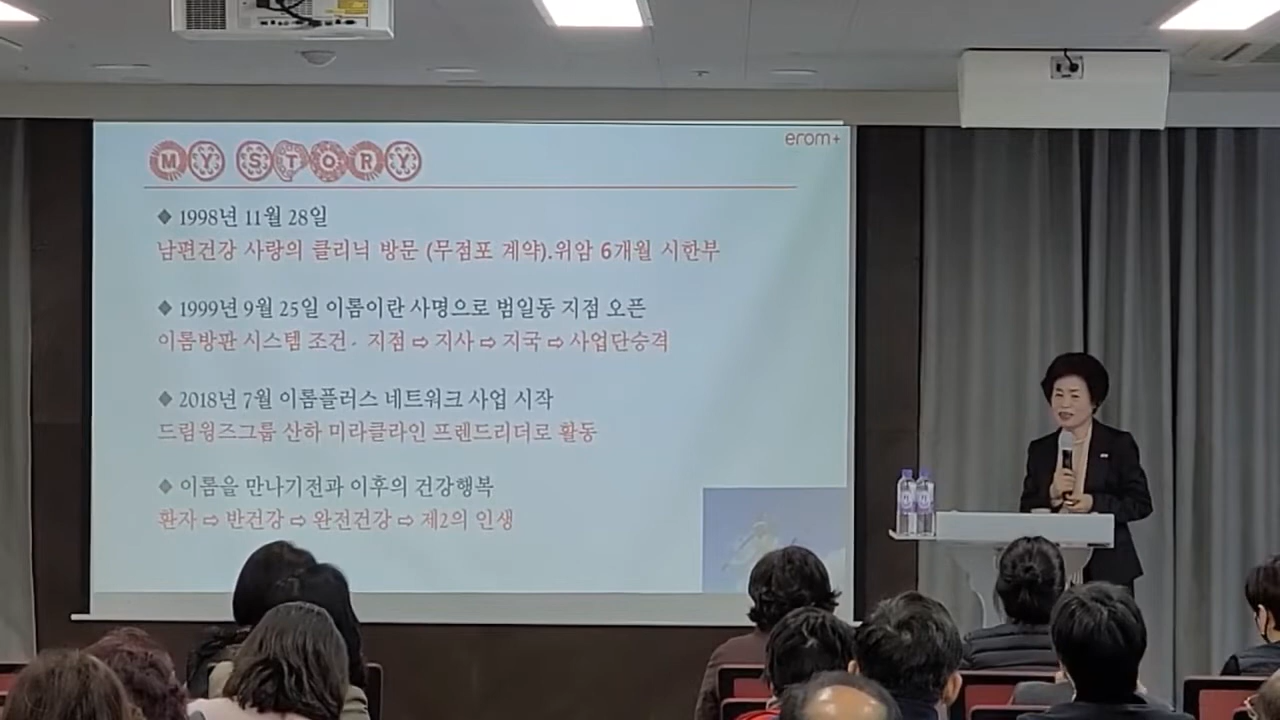 MY STORY
erom+
❖ 1998년 11월 28일
남편건강 사랑의 클리닉 방문 (무점포 계약).위암 6개월 시한부
❖ 1999년 9월 25일 이롬이란 사명으로 범일동 지점 오픈
이롬방판 시스템 조건- 지점 ⇨ 지사 ⇨ 지국 ⇨ 사업단승격
❖ 2018년 7월 이롬플러스 네트워크 사업 시작
드림윙즈그룹 산하 미라클라인 프렌드리더로 활동
❖ 이롬을 만나기전과 이후의 건강행복
환자 ⇨ 반건강 ⇨ 완전건강 ⇨ 제2의 인생